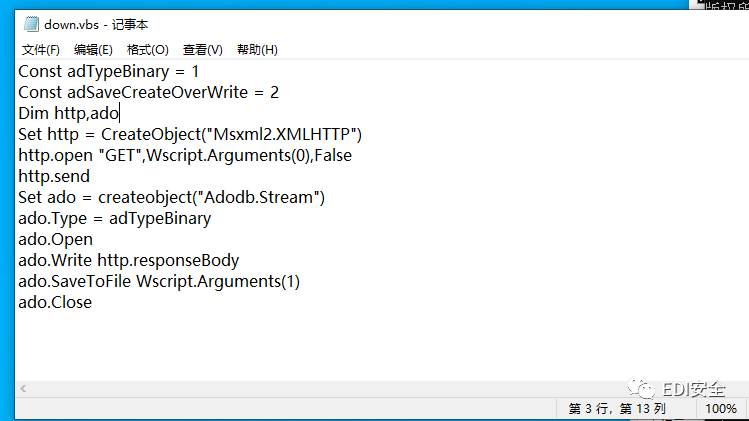 版权所
down.vbs - 记事本
文件(F) 编辑(E) 格式(O) 查看(V) 帮助(H)
Const adTypeBinary = 1
Const adSaveCreateOverWrite = 2
Dim http,ado
Set http = CreateObject("Msxml2.XMLHTTP")
http.open "GET",Wscript.Arguments(0),False
http.send
Set ado = createobject("Adodb.Stream")
ado.Type = adTypeBinary
ado.Open
ado.Write http.responseBody
ado.SaveToFile Wscript.Arguments(1)
ado.Close
EDI安全
第 3 行，第 13 列 100%